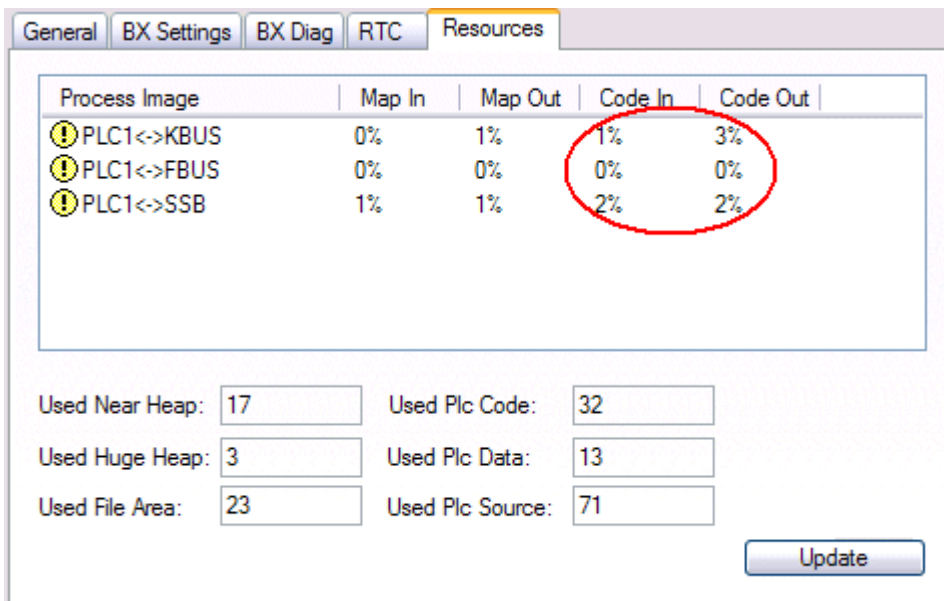 General BX Settings BX Diag RTC Resources
Process Image Map In Map Out Code In Code Out
PLC1<->KBUS 0% 1% 1% 3%
PLC1<->FBUS 0% 0% 0% 0%
PLC1<->SSB 1% 1% 2% 2%
Used Near Heap: 17 Used Plc Code: 32
Used Huge Heap: 3 Used Plc Data: 13
Used File Area: 23 Used Plc Source: 71
Update